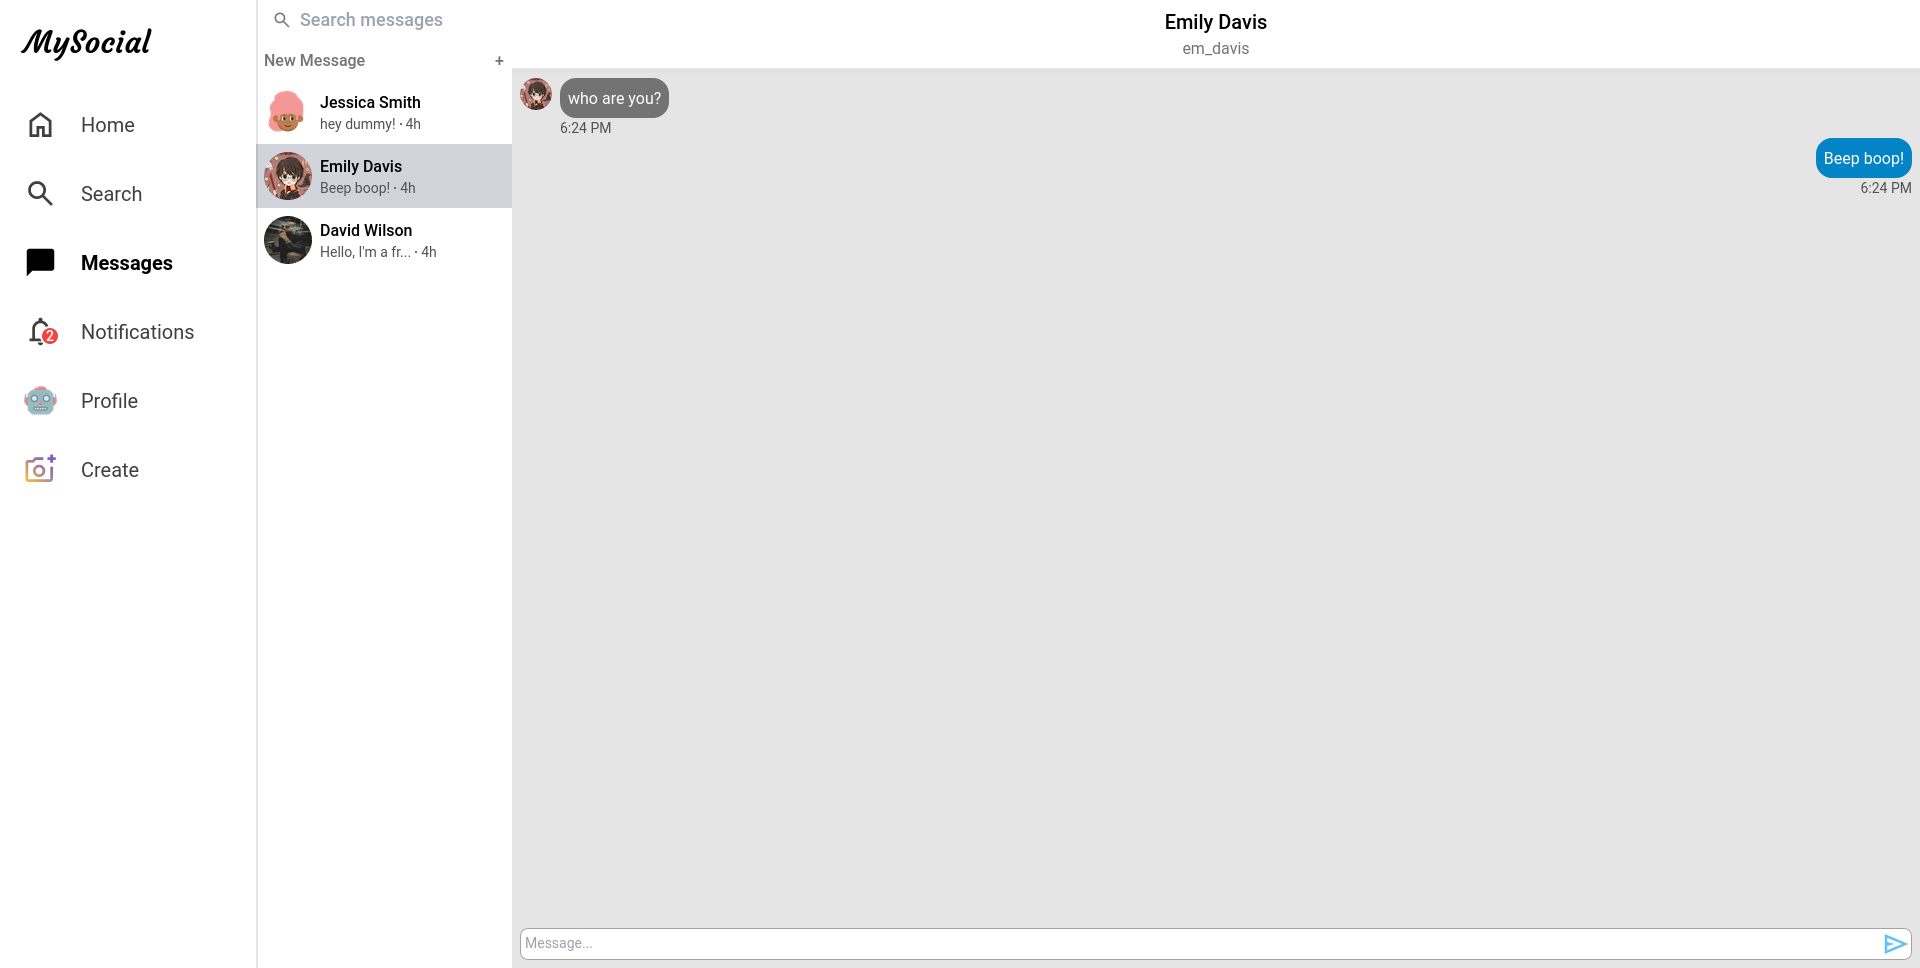 MySocial
Home
Search
Messages
Notifications
2
Profile
Create
Search messages
New Message +
Jessica Smith
hey dummy! · 4h
Emily Davis
Beep boop! · 4h
David Wilson
Hello, I'm a fr... · 4h
Emily Davis
em_davis
who are you?
6:24 PM
Beep boop!
6:24 PM
Message...